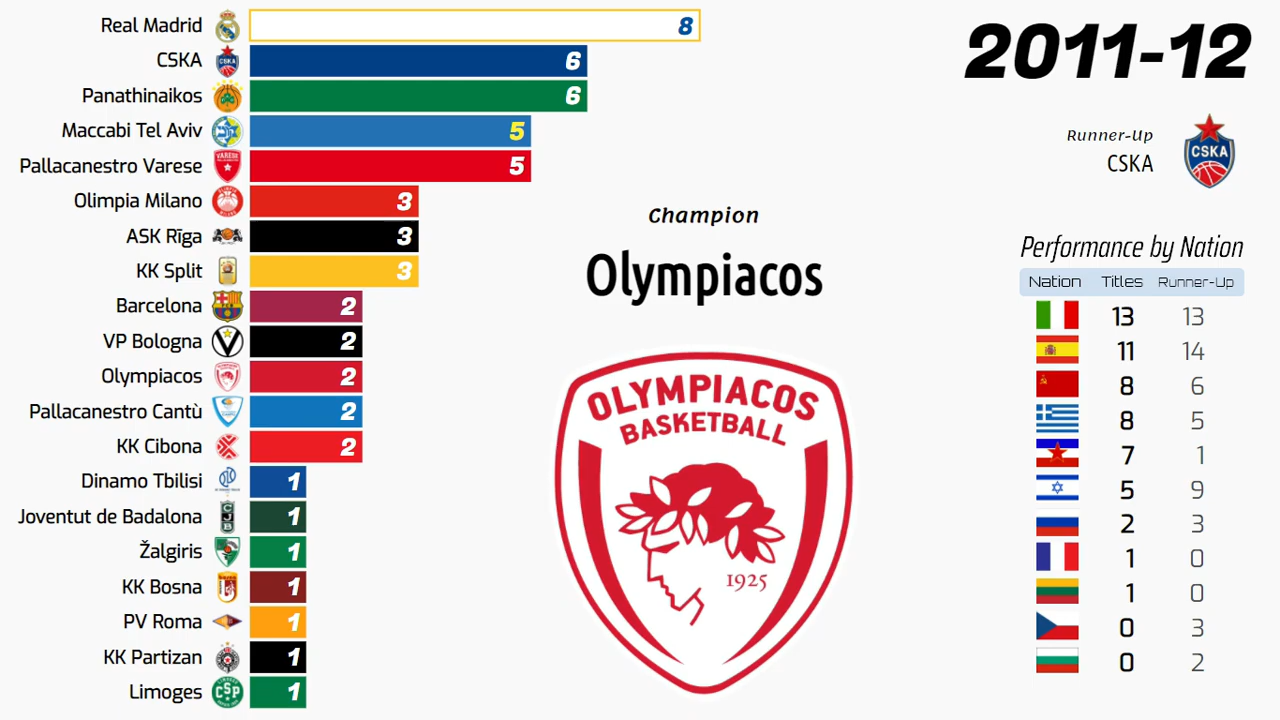 Real Madrid 8
CSKA 6
Panathinaikos 6
Maccabi Tel Aviv 5
Pallacanestro Varese 5
Olimpia Milano 3
ASK Rīga 3
KK Split 3
Barcelona 2
VP Bologna 2
Olympiacos 2
Pallacanestro Cantù 2
KK Cibona 2
Dinamo Tbilisi 1
Joventut de Badalona 1
Žalgiris 1
KK Bosna 1
PV Roma 1
KK Partizan 1
Limoges 1
Champion
Olympiacos
OLYMPIACOS
BASKETBALL
1925
2011-12
Runner-Up
CSKA
CSKA
Performance by Nation
Nation Titles Runner-Up
13 13
11 14
8 6
8 5
7 1
5 9
2 3
1 0
1 0
0 3
0 2